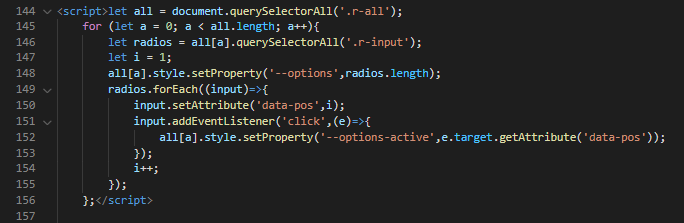 144 <script>let all = document.querySelectorAll('.r-all');
145     for (let a = 0; a < all.length; a++){
146         let radios = all[a].querySelectorAll('.r-input');
147         let i = 1;
148         all[a].style.setProperty('--options',radios.length);
149         radios.forEach((input)=>{
150             input.setAttribute('data-pos',i);
151             input.addEventListener('click',(e)=>{
152                 all[a].style.setProperty('--options-active',e.target.getAttribute('data-pos'));
153             });
154             i++;
155         });
156     };</script>
157